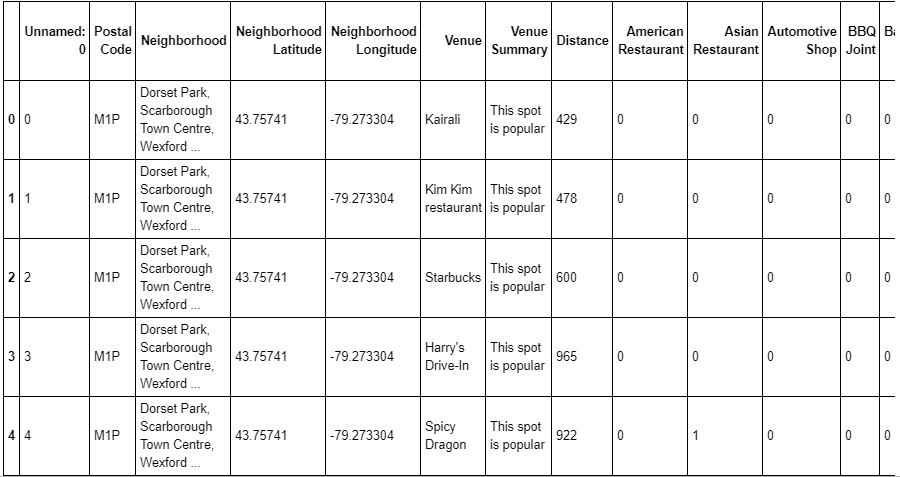 Unnamed: 0 Postal Code Neighborhood Neighborhood Latitude Neighborhood Longitude Venue Venue Summary Distance American Restaurant Asian Restaurant Automotive Shop BBQ Joint Ba
0 0 M1P Dorset Park, Scarborough Town Centre, Wexford ... 43.75741 -79.273304 Kairali This spot is popular 429 0 0 0 0 0
1 1 M1P Dorset Park, Scarborough Town Centre, Wexford ... 43.75741 -79.273304 Kim Kim restaurant This spot is popular 478 0 0 0 0 0
2 2 M1P Dorset Park, Scarborough Town Centre, Wexford ... 43.75741 -79.273304 Starbucks This spot is popular 600 0 0 0 0 0
3 3 M1P Dorset Park, Scarborough Town Centre, Wexford ... 43.75741 -79.273304 Harry's Drive-In This spot is popular 965 0 0 0 0 0
4 4 M1P Dorset Park, Scarborough Town Centre, Wexford ... 43.75741 -79.273304 Spicy Dragon This spot is popular 922 0 1 0 0 0